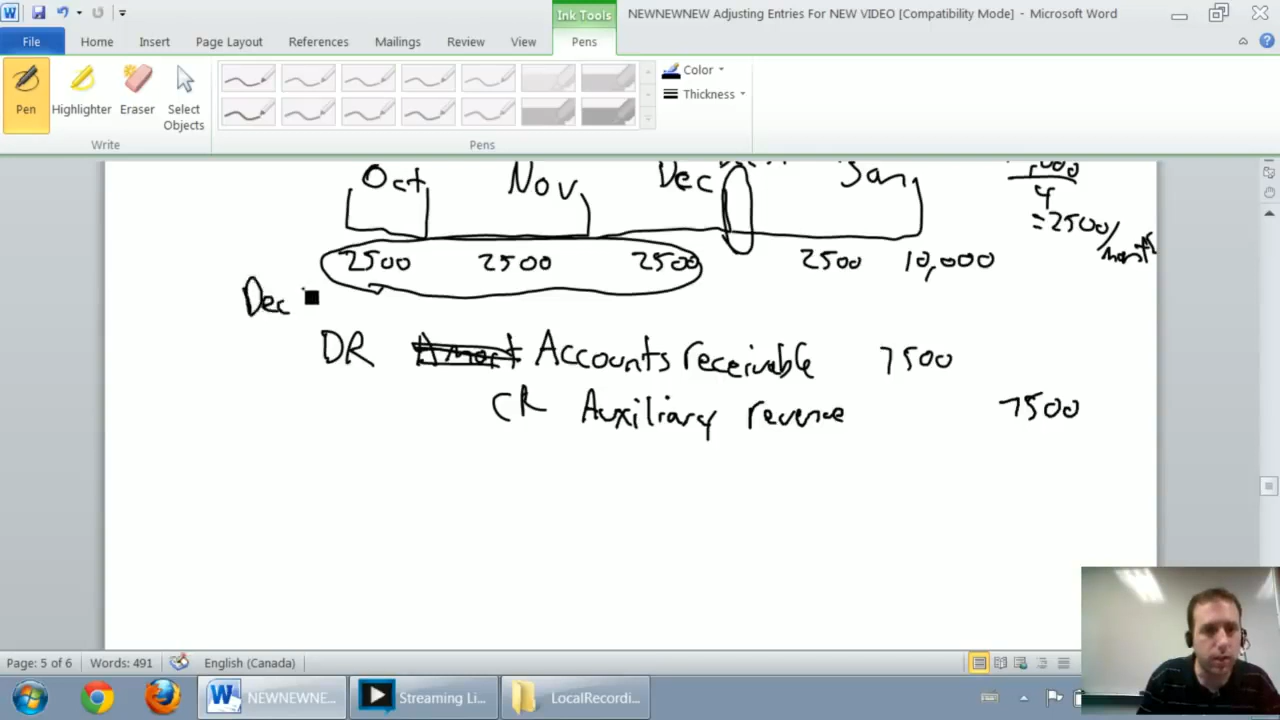 Ink Tools
NEWNEWNEW Adjusting Entries For NEW VIDEO [Compatibility Mode] - Microsoft Word
File Home Insert Page Layout References Mailings Review View Pens
Pen Highlighter Eraser Select Objects
Color
Thickness
Write Pens
Oct Nov Dec Jan
4
=2500/month
2500 2500 2500 2500 10,000
Dec
DR Amort Accounts receivable 7500
CR Auxiliary revenue 7500
Page: 5 of 6 Words: 491 English (Canada)
NEWNEWNE... Streaming Li... LocalRecordi...